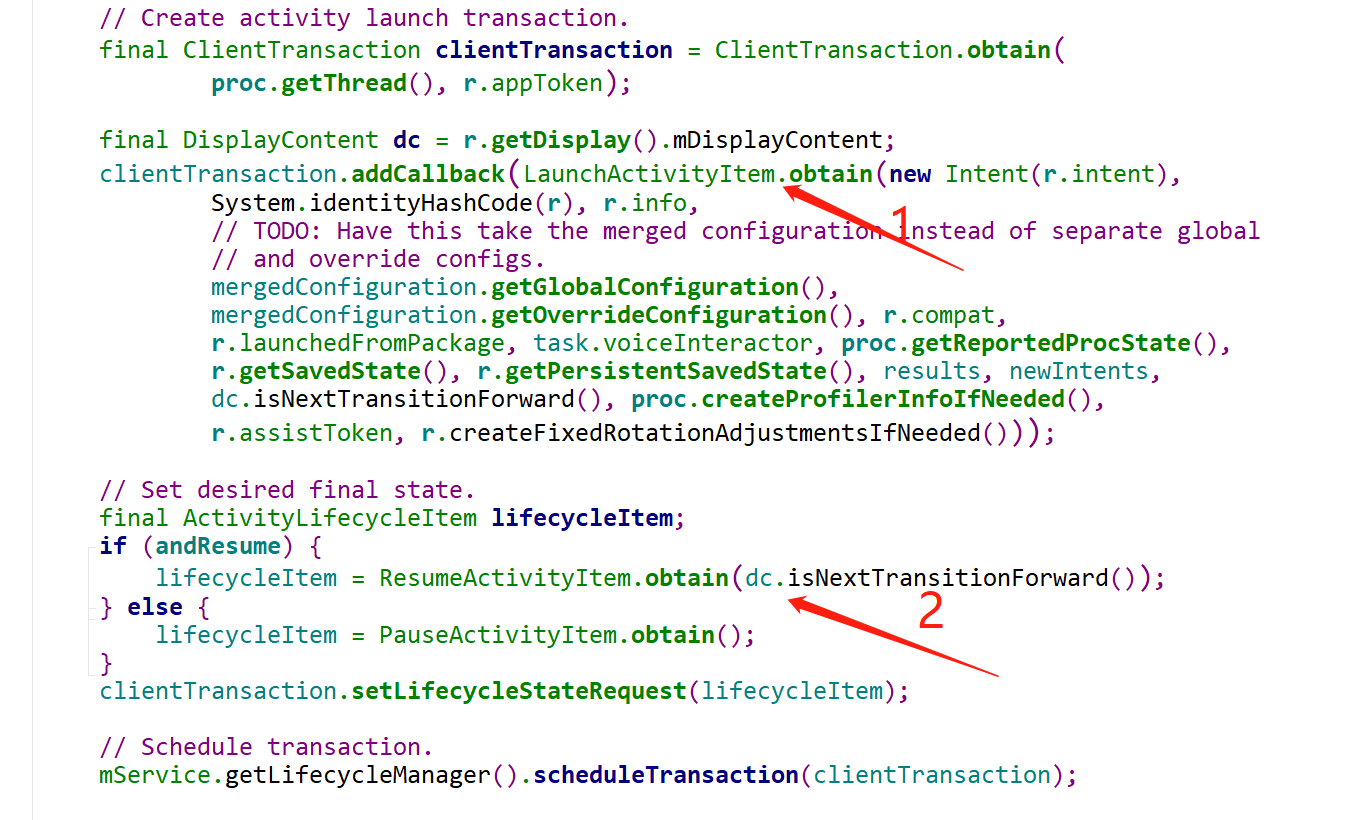 // Create activity launch transaction.
final ClientTransaction clientTransaction = ClientTransaction.obtain(
proc.getThread(), r.appToken);
final DisplayContent dc = r.getDisplay().mDisplayContent;
clientTransaction.addCallback(LaunchActivityItem.obtain(new Intent(r.intent),
System.identityHashCode(r), r.info,
1
// TODO: Have this take the merged configuration instead of separate global
// and override configs.
mergedConfiguration.getGlobalConfiguration(),
mergedConfiguration.getOverrideConfiguration(), r.compat,
r.launchedFromPackage, task.voiceInteractor, proc.getReportedProcState(),
r.getSavedState(), r.getPersistentSavedState(), results, newIntents,
dc.isNextTransitionForward(), proc.createProfilerInfoIfNeeded(),
r.assistToken, r.createFixedRotationAdjustmentsIfNeeded()));
// Set desired final state.
final ActivityLifecycleItem lifecycleItem;
if (andResume) {
lifecycleItem = ResumeActivityItem.obtain(dc.isNextTransitionForward());
} else {
2
lifecycleItem = PauseActivityItem.obtain();
}
clientTransaction.setLifecycleStateRequest(lifecycleItem);
// Schedule transaction.
mService.getLifecycleManager().scheduleTransaction(clientTransaction);